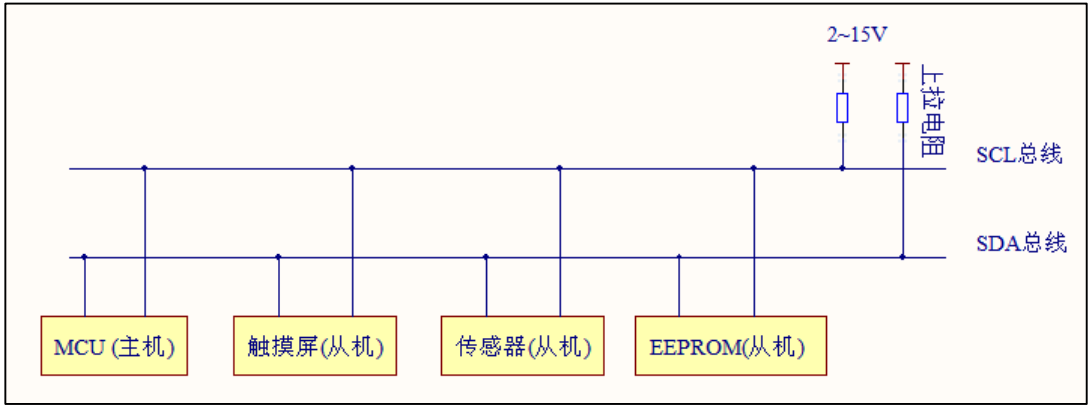 2~15V
上拉电阻
SCL总线
SDA总线
MCU (主机)
触摸屏(从机)
传感器(从机)
EEPROM(从机)